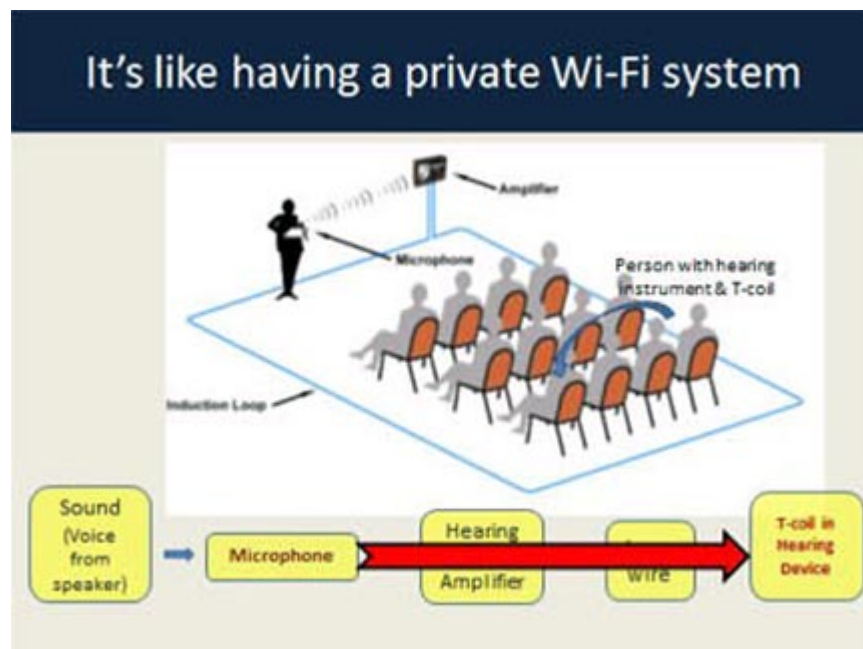 It's like having a private Wi-Fi system
Amplifier
Microphone
Person with hearing
instrument & T-coil
Induction Loop
Sound
(Voice
from
speaker)
Microphone
Hearing
Amplifier
wire
T-coil in
Hearing
Device